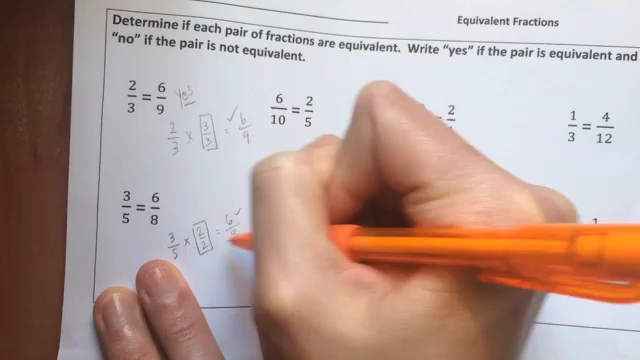 Equivalent Fractions
Determine if each pair of fractions are equivalent. Write "yes" if the pair is equivalent and
"no" if the pair is not equivalent.
2/3 = 6/9 yes
6/10 = 2/5
1/3 = 4/12
2/3 × 3/3 = 6/9 ✓
3/5 = 6/8
3/5 × 2/2 = 6 ✓